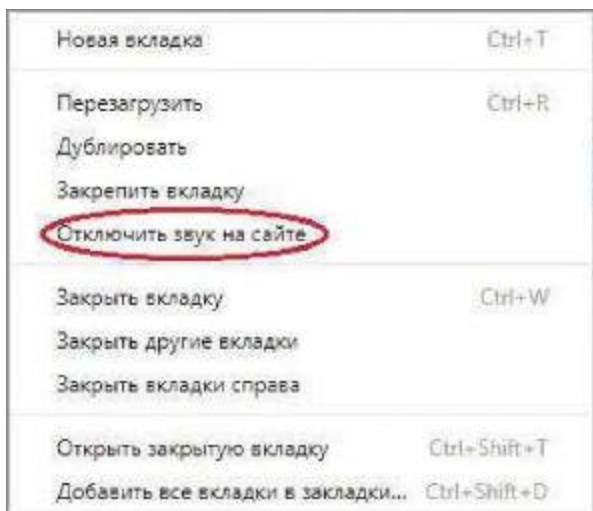 Новая вкладка Ctrl+T
Перезагрузить Ctrl+R
Дублировать
Закрепить вкладку
Отключить звук на сайте
Закрыть вкладку Ctrl+W
Закрыть другие вкладки
Закрыть вкладки справа
Открыть закрытую вкладку Ctrl+Shift+T
Добавить все вкладки в закладки... Ctrl+Shift+D